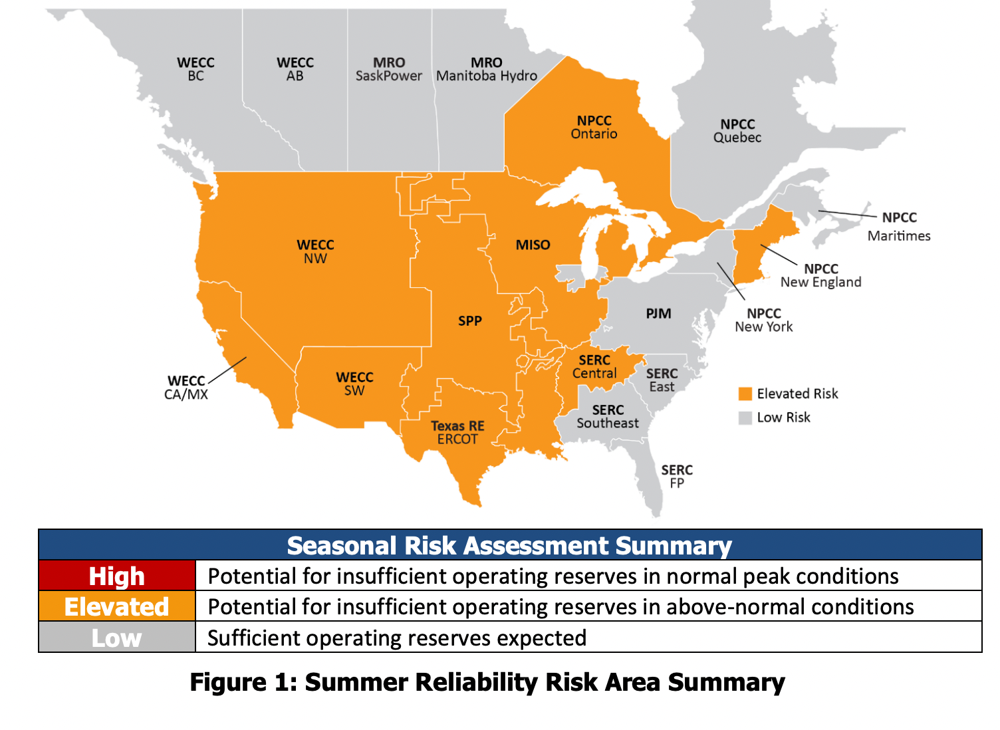 WECC
BC
WECC
AB
MRO
SaskPower
MRO
Manitoba Hydro
NPCC
Ontario
NPCC
Quebec
NPCC
Maritimes
WECC
NW
MISO
NPCC
New England
SPP
PJM
NPCC
New York
WECC
CA/MX
WECC
SW
SERC
Central
SERC
East
SERC
Southeast
Texas RE
ERCOT
SERC
FP
Elevated Risk
Low Risk
Seasonal Risk Assessment Summary
High Potential for insufficient operating reserves in normal peak conditions
Elevated Potential for insufficient operating reserves in above-normal conditions
Low Sufficient operating reserves expected
Figure 1: Summer Reliability Risk Area Summary